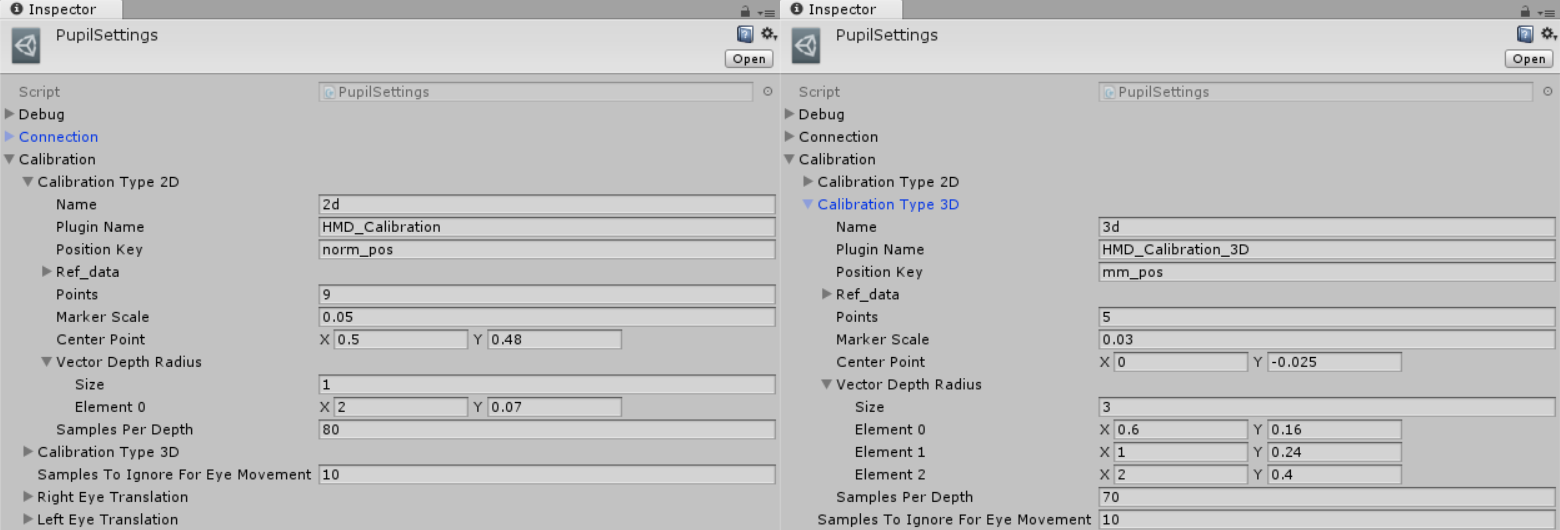 Inspector
PupilSettings
Open
Script PupilSettings
Debug
Connection
Calibration
Calibration Type 2D
Name 2d
Plugin Name HMD_Calibration
Position Key norm_pos
Ref_data
Points 9
Marker Scale 0.05
Center Point X 0.5 Y 0.48
Vector Depth Radius
Size 1
Element 0 X 2 Y 0.07
Samples Per Depth 80
Calibration Type 3D
Samples To Ignore For Eye Movement 10
Right Eye Translation
Left Eye Translation
Inspector
PupilSettings
Open
Script PupilSettings
Debug
Connection
Calibration
Calibration Type 2D
Calibration Type 3D
Name 3d
Plugin Name HMD_Calibration_3D
Position Key mm_pos
Ref_data
Points 5
Marker Scale 0.03
Center Point X 0 Y -0.025
Vector Depth Radius
Size 3
Element 0 X 0.6 Y 0.16
Element 1 X 1 Y 0.24
Element 2 X 2 Y 0.4
Samples Per Depth 70
Samples To Ignore For Eye Movement 10